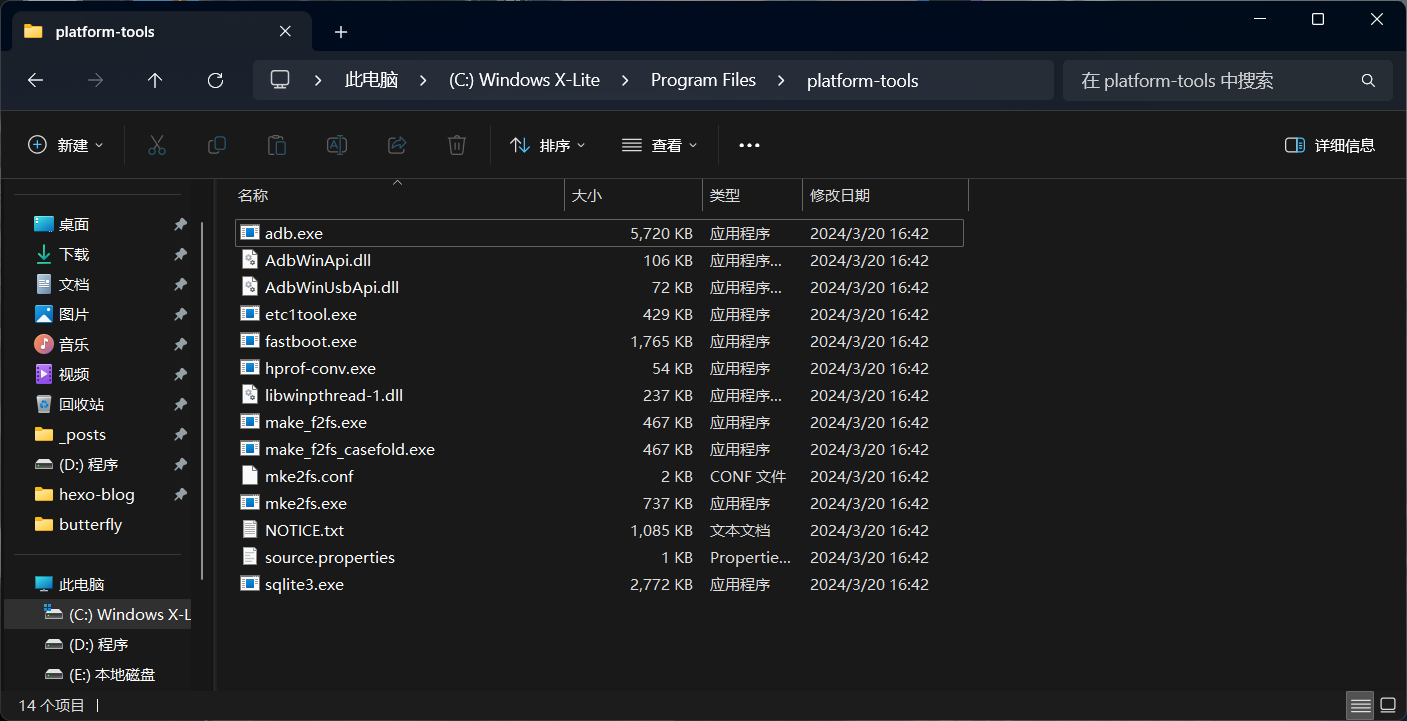 platform-tools
此电脑 (C:) Windows X-Lite Program Files platform-tools 在 platform-tools 中搜索
新建 排序 查看 详细信息
名称 大小 类型 修改日期
桌面
下载
文档
图片
音乐
视频
回收站
_posts
(D:) 程序
hexo-blog
butterfly
此电脑
(C:) Windows X-L
(D:) 程序
(E:) 本地磁盘
adb.exe 5,720 KB 应用程序 2024/3/20 16:42
AdbWinApi.dll 106 KB 应用程序... 2024/3/20 16:42
AdbWinUsbApi.dll 72 KB 应用程序... 2024/3/20 16:42
etc1tool.exe 429 KB 应用程序 2024/3/20 16:42
fastboot.exe 1,765 KB 应用程序 2024/3/20 16:42
hprof-conv.exe 54 KB 应用程序 2024/3/20 16:42
libwinpthread-1.dll 237 KB 应用程序... 2024/3/20 16:42
make_f2fs.exe 467 KB 应用程序 2024/3/20 16:42
make_f2fs_casefold.exe 467 KB 应用程序 2024/3/20 16:42
mke2fs.conf 2 KB CONF 文件 2024/3/20 16:42
mke2fs.exe 737 KB 应用程序 2024/3/20 16:42
NOTICE.txt 1,085 KB 文本文档 2024/3/20 16:42
source.properties 1 KB Propertie... 2024/3/20 16:42
sqlite3.exe 2,772 KB 应用程序 2024/3/20 16:42
14 个项目